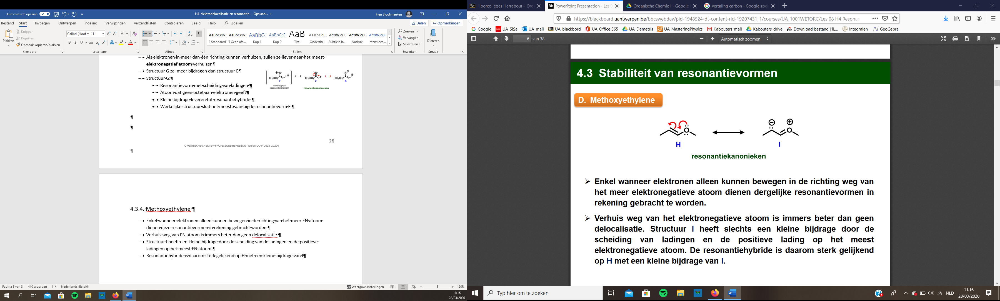 Automatisch opslaan
H4-elektrodelocalisatie en resonantie - Opslaan...
Fien Slootmaekers
Bestand Start Invoegen Ontwerpen Indeling Verwijzingen Verzendlijsten Controleren Beeld Help Zoeken
Delen Opmerkingen
Plakken
Knippen
Kopiëren
Opmaak kopiëren/plakken
Klembord
Calibri (Hoof 11
Lettertype
Alinea
AaBbCcDc AaBbCcDc AaBbCc AaBbCcC AaB AaBbCcC AaBbCcDc AaBbCcDc AaBbCcDc
¶ Standaard ¶ Geen afs... Kop 1 Kop 2 Titel Ondertitel Subtiele b... Nadruk Intensieve...
Stijlen
Zoeken
Vervangen
Selecteren
Bewerken
Dicteren
Spraak
Als elektronen in meer dan één richting kunnen verhuizen, zullen ze liever naar het meest
elektronegatief atoom verhuizen¶
Structuur G zal meer bijdragen dan structuur E¶
Structuur G:¶
Resonantievorm met scheiding van ladingen ¶
Atoom dat geen octet aan elektronen geeft¶
Kleine bijdrage leveren tot resonantiehybride ¶
Werkelijke structuur sluit het meeste aan bij de resonantievorm F ¶
CH₃CH₂ CH₃CH₂ CH₃CH₂
E F G
onbelangrijke
resonantiekanoniek!
resonantiekanonieken
¶
¶
2¶
ORGANISCHE CHEMIE—PROFESSORS HERREBOUT EN SMOUT -2019-2020¶
¶
4.3.4. Methoxyethylene ¶
Enkel wanneer elektronen alleen kunnen bewegen in de richting van het meer EN atoom
dienen deze resonantievormen in rekening gebracht worden ¶
Verhuis weg van EN atoom is immers beter dan geen delocalisatie ¶
Structuur I heeft een kleine bijdrage door de scheiding van de ladingen en de positieve
ladingen op het meest EN atoom ¶
Resonantiehybride is daarom sterk gelijkend op H met een kleine bijdrage van I¶
Pagina 3 van 3 410 woorden Nederlands (België)
Weergave-instellingen
120%
11:16
28/03/2020
Hoorcolleges Herrebout – Org
PowerPoint Presentation - Les
Organische Chemie I - Google
vertaling carbon - Google zoek
https://blackboard.uantwerpen.be/bbcswebdav/pid-1948524-dt-content-rid-19207431_1/courses/UA_1001WETORC/Les 08 H4 Resonan
Google UA_SiSa UA_mail UA_blackbord UA_Office 365 UA_Demetris UA_MasteringPhysics Kabouters_mail Kabouters_drive Download bestand | iL... integralen GeoGebra
6 van 38
Automatisch zoomen
4.3 Stabiliteit van resonantievormen
D. Methoxyethylene
O O
H I
resonantiekanonieken
Enkel wanneer elektronen alleen kunnen bewegen in de richting weg van
het meer elektronegatieve atoom dienen dergelijke resonantievormen in
rekening gebracht te worden.
Verhuis weg van het elektronegatieve atoom is immers beter dan geen
delocalisatie. Structuur I heeft slechts een kleine bijdrage door de
scheiding van ladingen en de positieve lading op het meest
elektronegatieve atoom. De resonantiehybride is daarom sterk gelijkend
op H met een kleine bijdrage van I.
Typ hier om te zoeken
NLD
11:16
28/03/2020